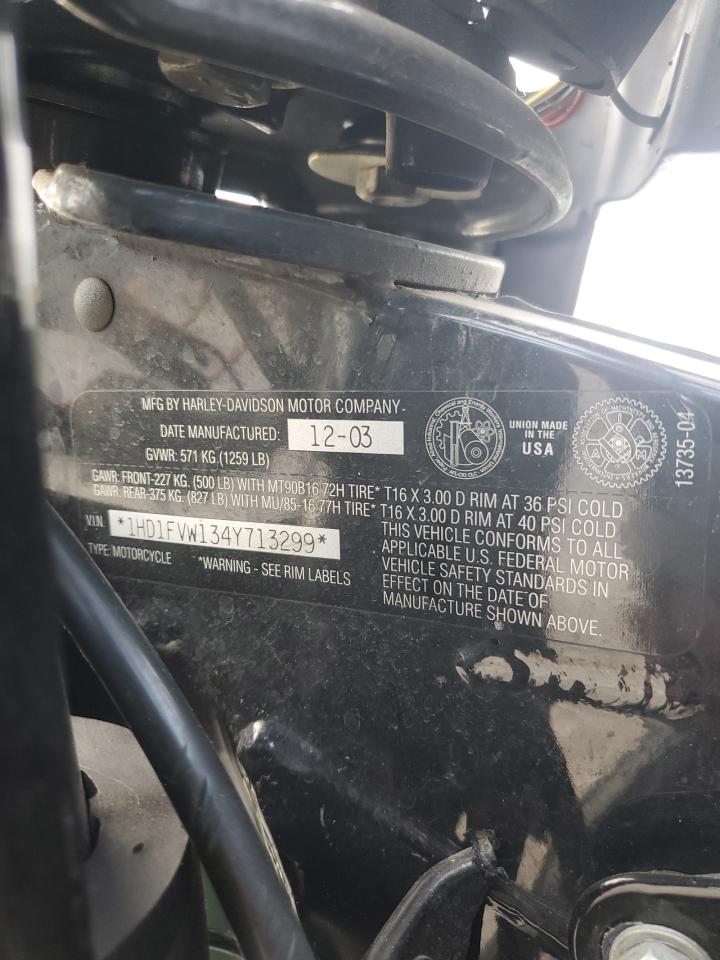 MFG BY HARLEY-DAVIDSON MOTOR COMPANY-
DATE MANUFACTURED: 12-03
GVWR: 571 KG.(1259 LB)
UNION MADE
IN THE
USA
13735-04
GAWR: FRONT-227 KG. (500 LB) WITH MT90B16 72H TIRE* T16 X 3.00 D RIM AT 36 PSI COLD
GAWR: REAR-375 KG. (827 LB) WITH MU/85-16 77H TIRE* T16 X 3.00 D RIM AT 40 PSI COLD
V.I.N. *1HD1FVW134Y713299*
TYPE: MOTORCYCLE *WARNING - SEE RIM LABELS
THIS VEHICLE CONFORMS TO ALL
APPLICABLE U.S. FEDERAL MOTOR
VEHICLE SAFETY STANDARDS IN
EFFECT ON THE DATE OF
MANUFACTURE SHOWN ABOVE.